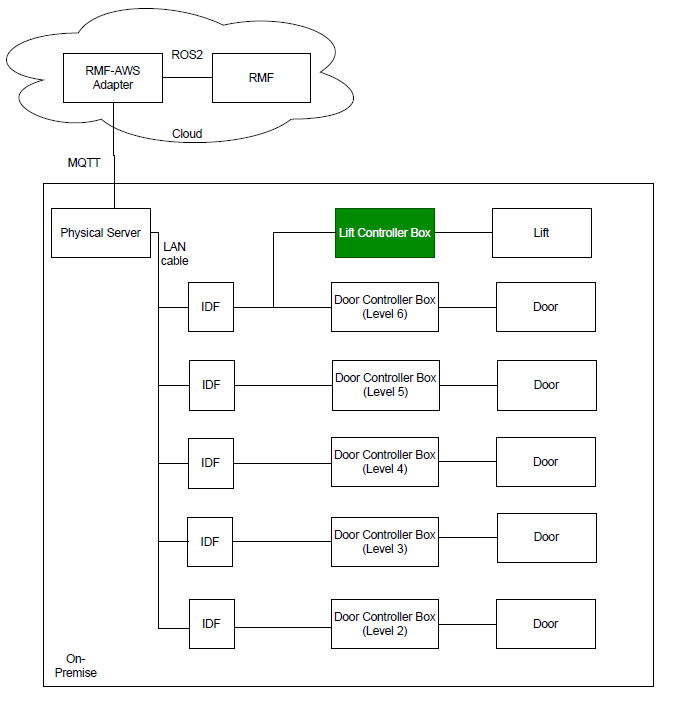 ROS2
RMF-AWS
Adapter
RMF
Cloud
MQTT
Physical Server
LAN
cable
Lift Controller Box
Lift
IDF
Door Controller Box
(Level 6)
Door
IDF
Door Controller Box
(Level 5)
Door
IDF
Door Controller Box
(Level 4)
Door
IDF
Door Controller Box
(Level 3)
Door
IDF
Door Controller Box
(Level 2)
Door
On-
Premise